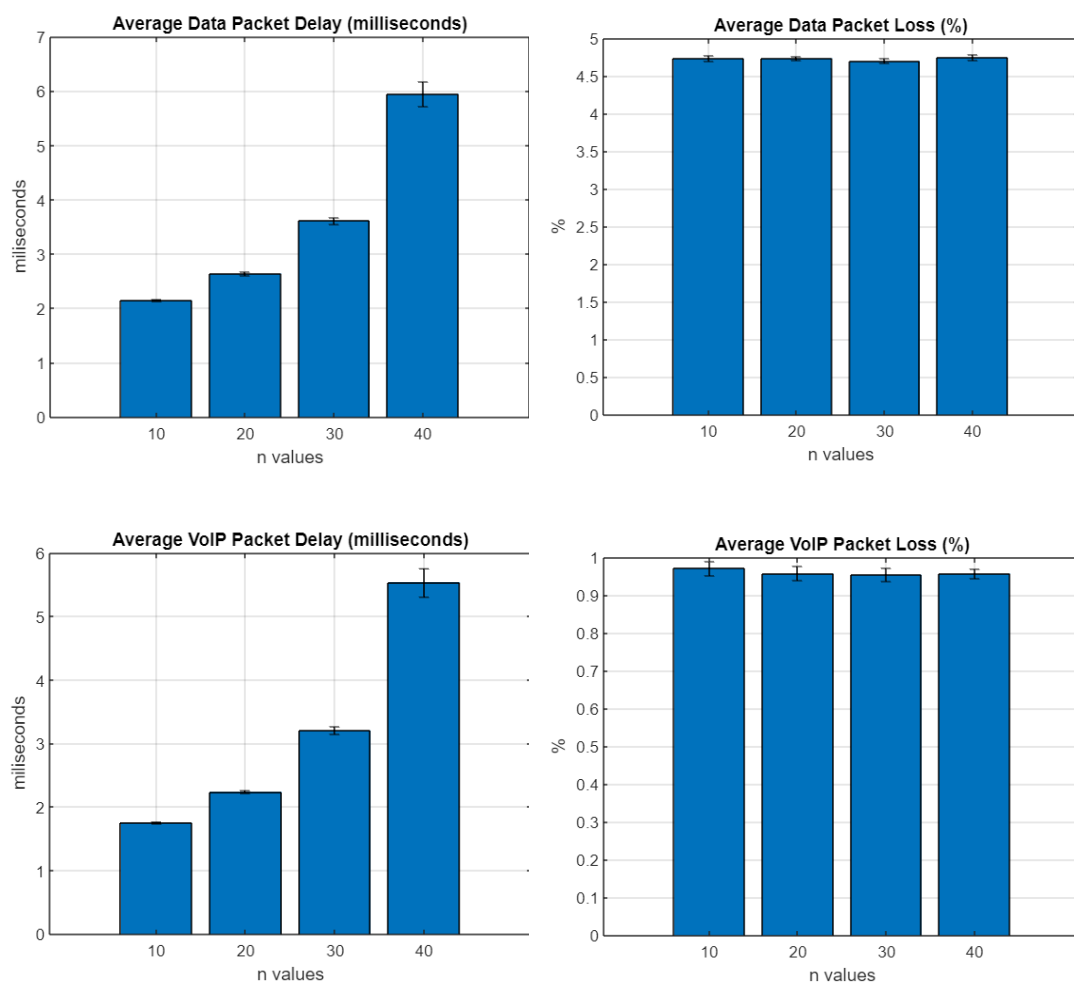 Average Data Packet Delay (milliseconds)
7
6
5
4
3
2
1
0
miliseconds
10 20 30 40
n values
Average Data Packet Loss (%)
5
4.5
4
3.5
3
2.5
2
1.5
1
0.5
0
%
10 20 30 40
n values
Average VoIP Packet Delay (milliseconds)
6
5
4
3
2
1
0
miliseconds
10 20 30 40
n values
Average VoIP Packet Loss (%)
1
0.9
0.8
0.7
0.6
0.5
0.4
0.3
0.2
0.1
0
%
10 20 30 40
n values